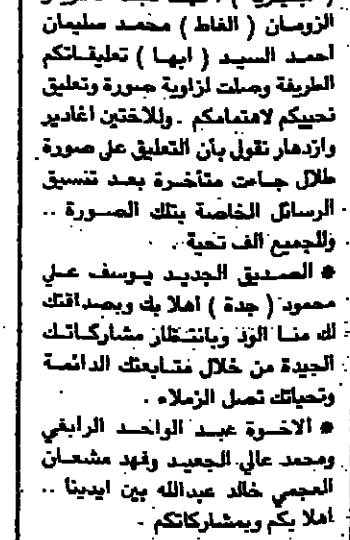 الزومان ( الغاط ) محمد سليمان
احمد السيد ( ابها ) تعليقاتكم
الطريفة وصلت لزاوية صورة وتعليق
نحييكم لاهتمامكم . وللاختين اغادير
وازدهار نقول بأن التعليق على صورة
طلال جاءت متأخرة بعد تنسيق
الرسائل الخاصة بتلك الصورة ..
وللجميع الف تحية .
* الصديق الجديد يوسف علي
محمود ( جدة ) اهلا بك وبصداقتك
لك منا الود وبانتظار مشاركاتك
الجيدة من خلال متابعتك الدائمة
وتحياتك تصل الزملاء .
* الاخوة عبد الواحد الرابغي
ومحمد عالي الجعيد وفهد مشعان
العجمي خالد عبدالله بين ايدينا ..
اهلا بكم وبمشاركاتكم .